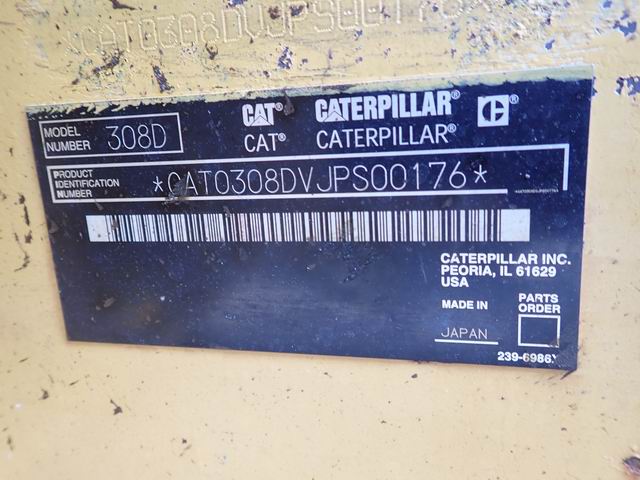 *CAT0308DVJPS00176*
MODEL NUMBER 308D
CAT® CATERPILLAR®
CAT® CATERPILLAR®
PRODUCT IDENTIFICATION NUMBER *CAT0308DVJPS00176*
CATERPILLAR INC.
PEORIA, IL 61629
USA
MADE IN
JAPAN
PARTS ORDER
239-6986